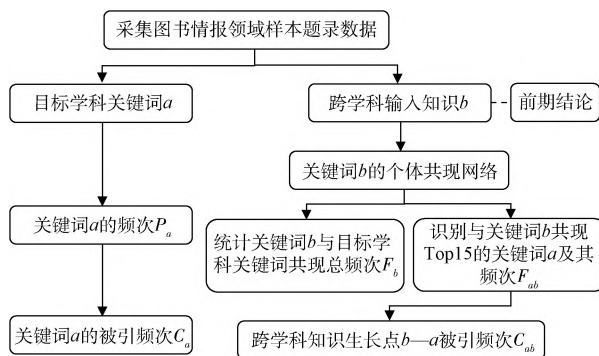 采集图书情报领域样本题录数据
目标学科关键词a
跨学科输入知识b
前期结论
关键词b的个体共现网络
关键词a的频次Pa
统计关键词b与目标学
科关键词共现总频次Fb
识别与关键词b共现
Top15的关键词a及其
频次Fab
关键词a的被引频次Ca
跨学科知识生长点b—a被引频次Cab